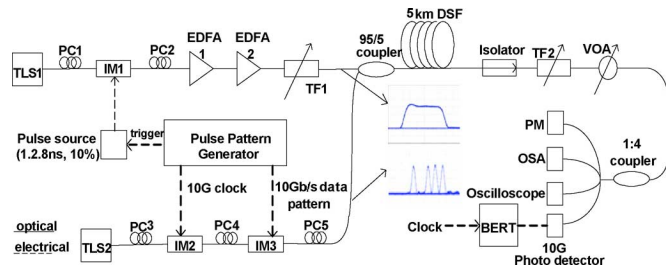 PC1
PC2
EDFA
1
EDFA
2
95/5
coupler
5km DSF
Isolator
TF2
VOA
TLS1
IM1
TF1
Pulse source
(1.2.8ns, 10%)
trigger
Pulse Pattern
Generator
PM
OSA
Oscilloscope
1:4
coupler
10G clock
10Gb/s data
pattern
optical
electrical
TLS2
PC3
IM2
PC4
IM3
PC5
Clock
BERT
10G
Photo detector